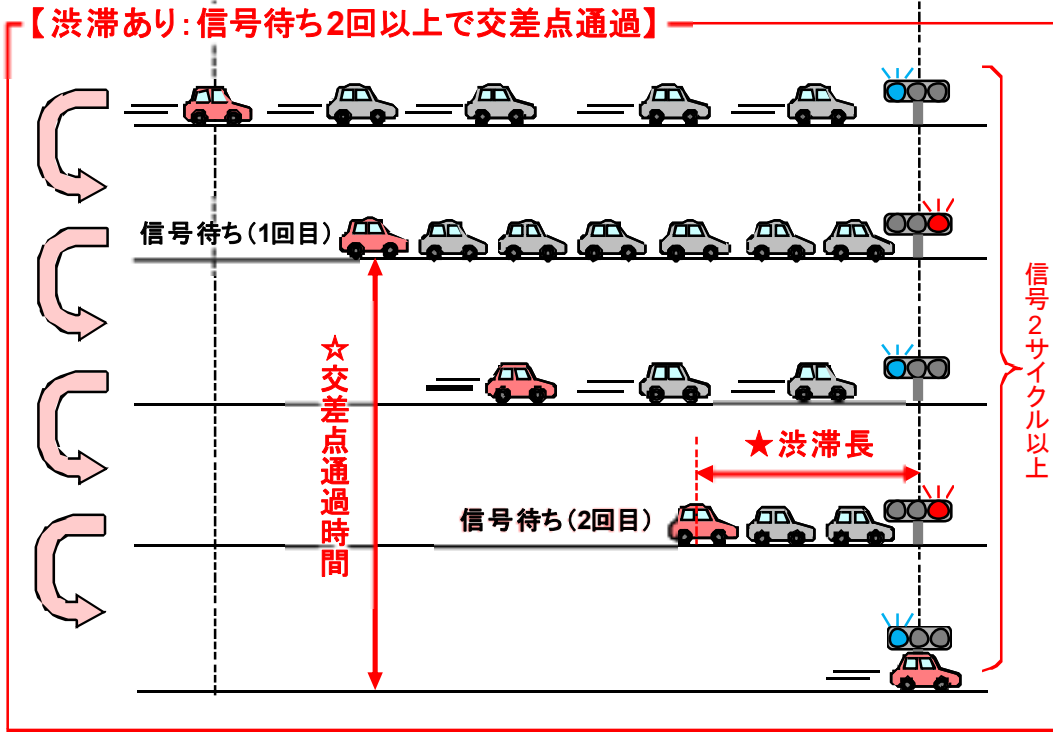 【渋滞あり:信号待ち2回以上で交差点通過】
信号待ち(1回目)
☆交差点通過時間
★渋滞長
信号待ち(2回目)
信号2サイクル以上